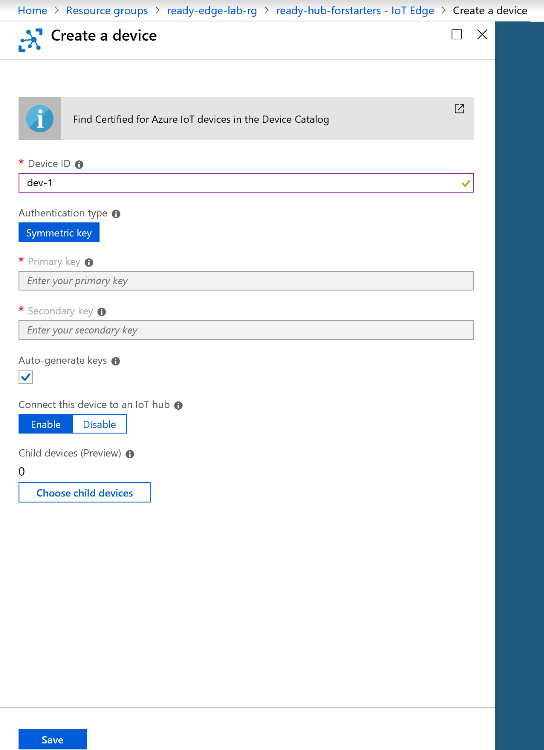 Home > Resource groups > ready-edge-lab-rg > ready-hub-forstarters - IoT Edge > Create a device
Create a device
Find Certified for Azure IoT devices in the Device Catalog
* Device ID
dev-1
Authentication type
Symmetric key
* Primary key
Enter your primary key
* Secondary key
Enter your secondary key
Auto-generate keys
Connect this device to an IoT hub
Enable Disable
Child devices (Preview)
0
Choose child devices
Save